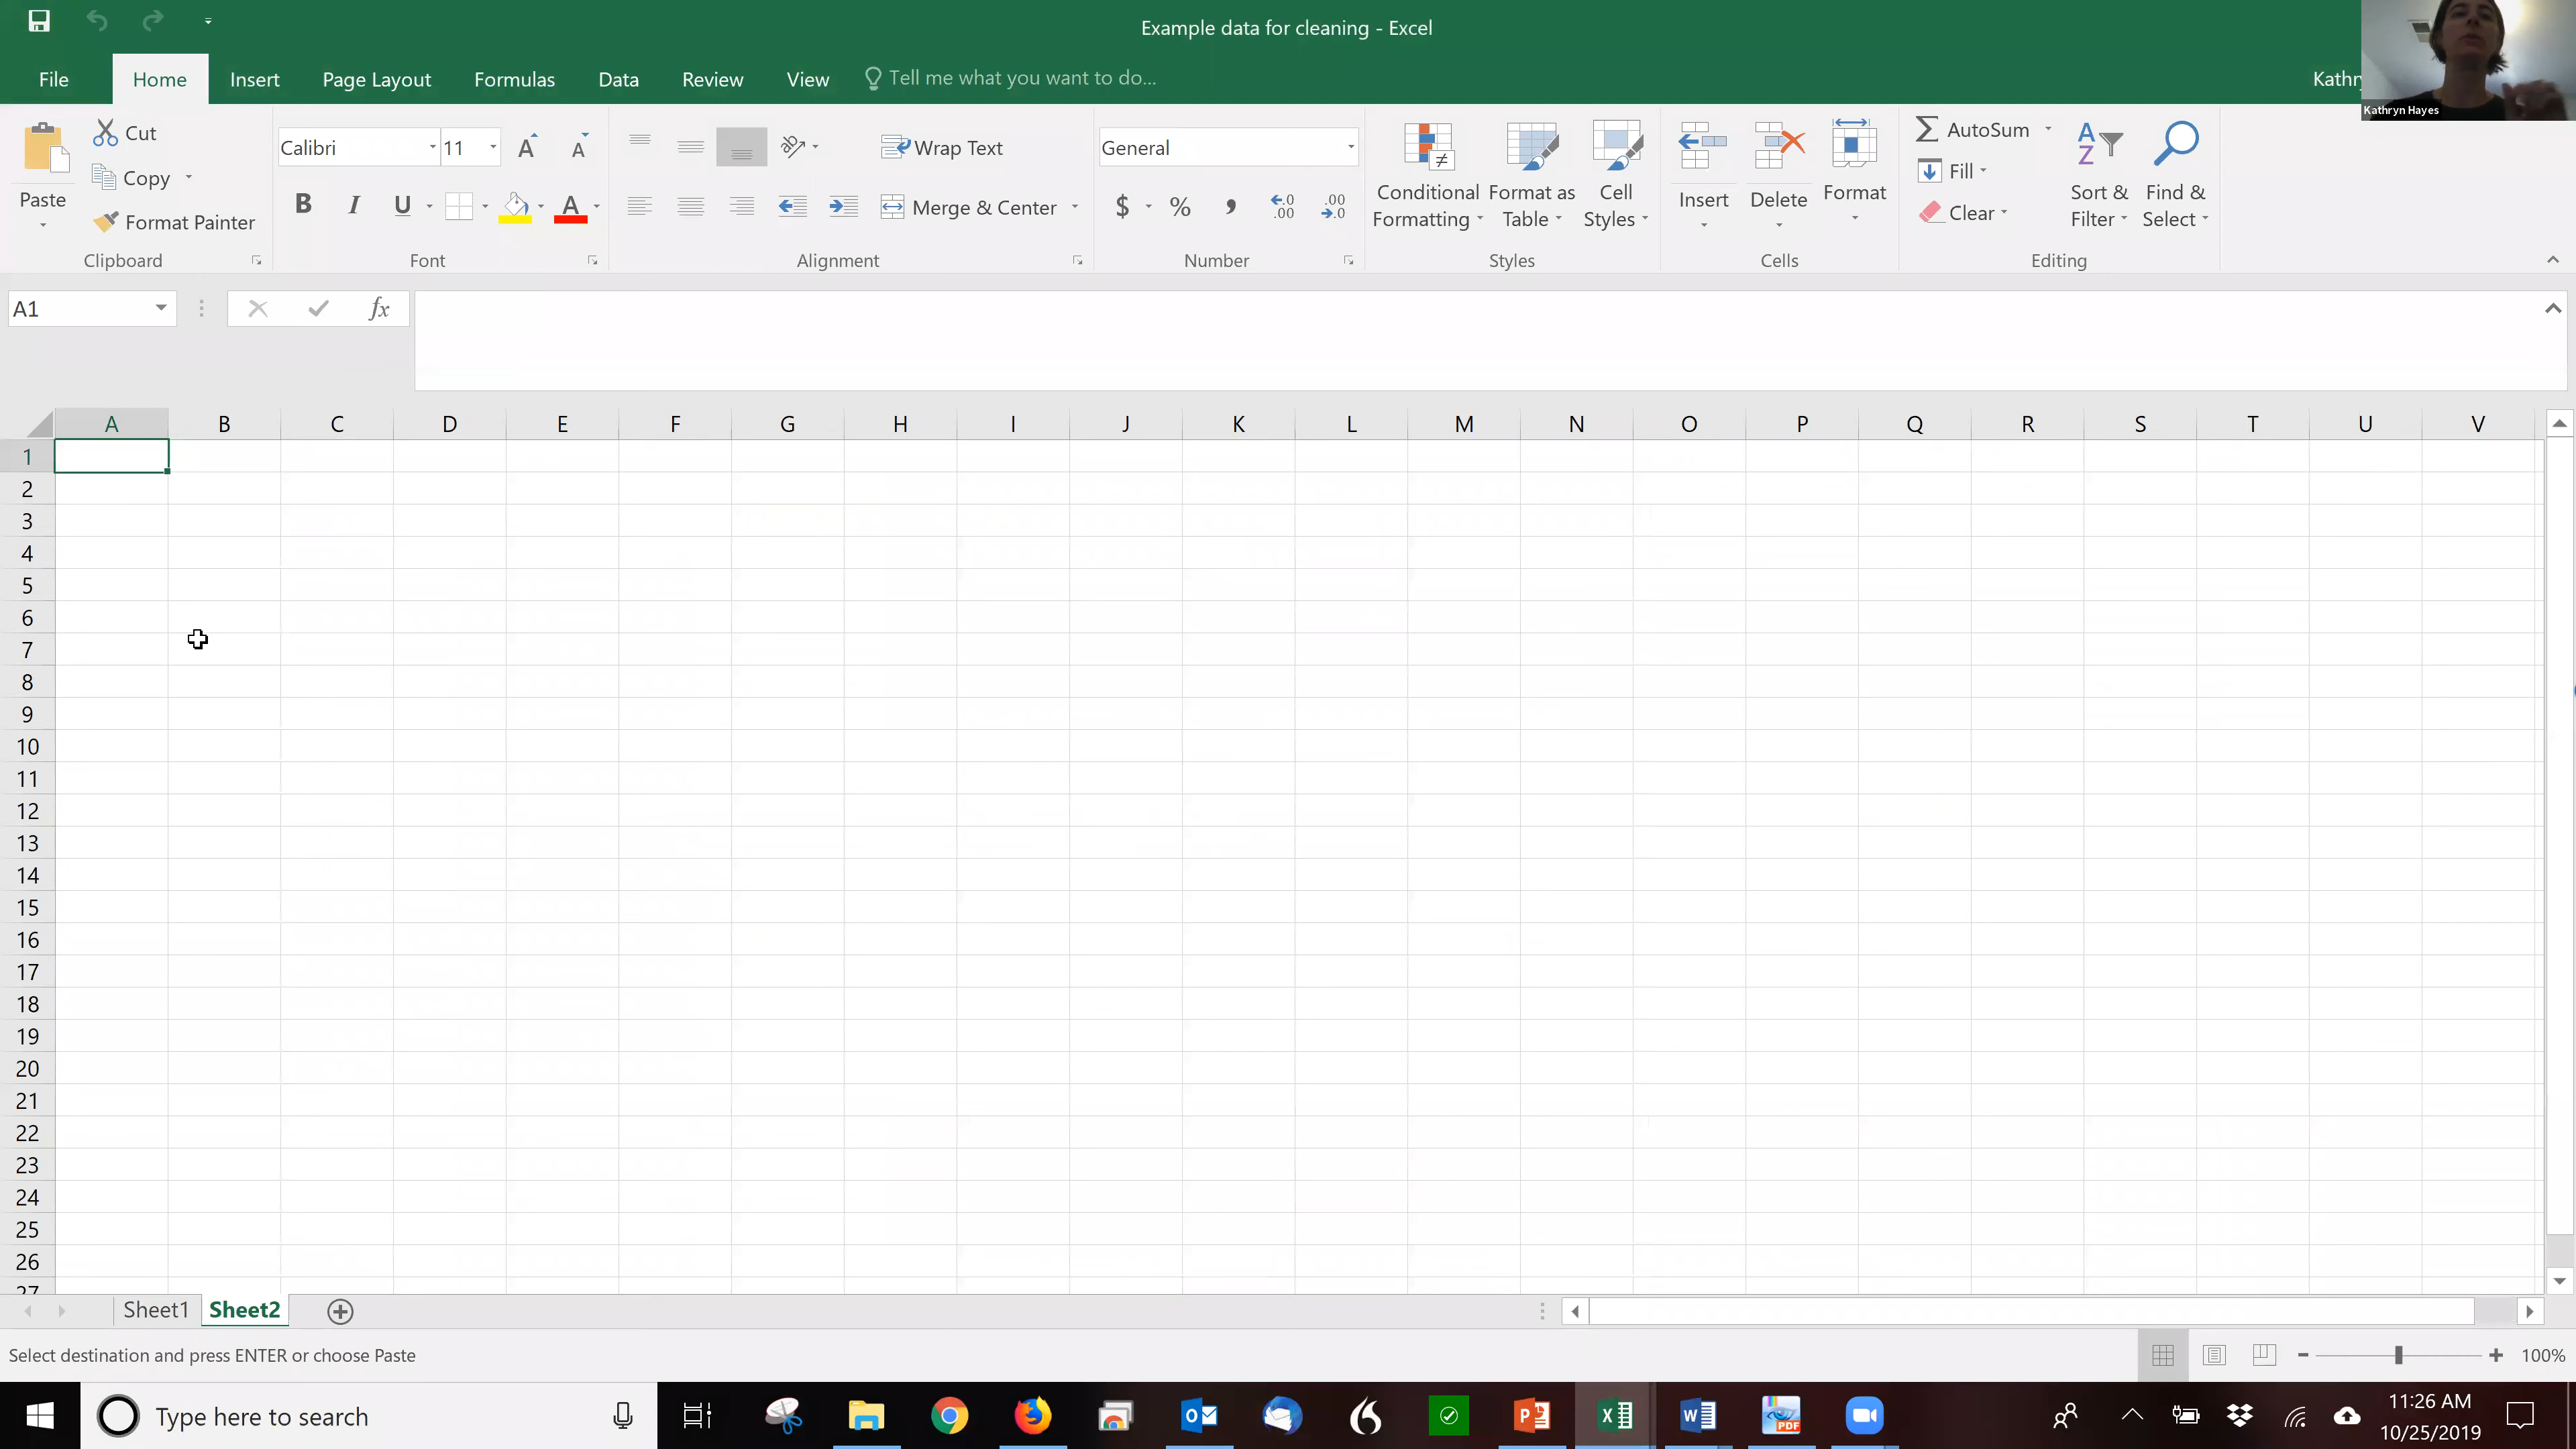 Example data for cleaning - Excel
File Home Insert Page Layout Formulas Data Review View Tell me what you want to do...
Kathryn Hayes
Paste
Cut
Copy
Format Painter
Clipboard
Calibri 11
B I U
Font
Wrap Text
Merge & Center
Alignment
General
$ % ,
Number
Conditional Formatting
Format as Table
Cell Styles
Styles
Insert
Delete
Format
Cells
AutoSum
Fill
Clear
Sort & Filter
Find & Select
Editing
A1 fx
A B C D E F G H I J K L M N O P Q R S T U V
1
2
3
4
5
6
7
8
9
10
11
12
13
14
15
16
17
18
19
20
21
22
23
24
25
26
27
Sheet1 Sheet2
Select destination and press ENTER or choose Paste
100%
Type here to search
11:26 AM
10/25/2019